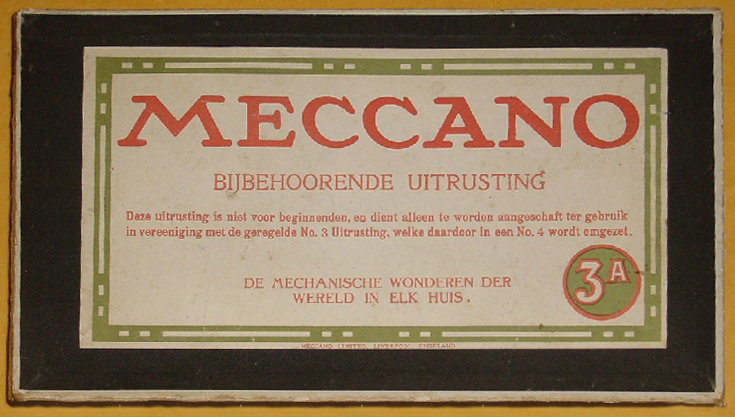 MECCANO
BIJBEHOORENDE UITRUSTING
Deze uitrusting is niet voor beginnenden, en dient alleen te worden aangeschaft ter gebruik
in vereeniging met de geregelde No. 3 Uitrusting, welke daardoor in een No. 4 wordt omgezet.
DE MECHANISCHE WONDEREN DER
WERELD IN ELK HUIS.
3A
MECCANO LIMITED, LIVERPOOL, ENGELAND